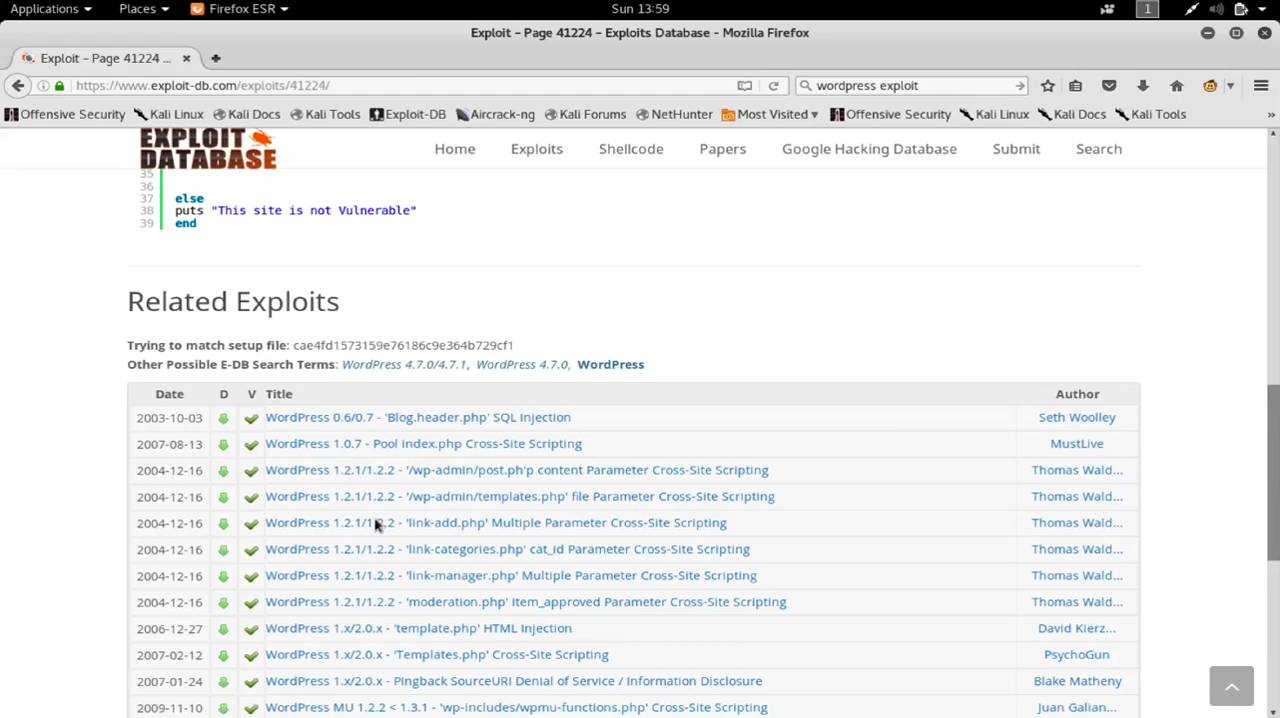 Applications Places Firefox ESR Sun 13:59 1
Exploit – Page 41224 – Exploits Database - Mozilla Firefox
Exploit – Page 41224 ...
https://www.exploit-db.com/exploits/41224/ wordpress exploit
Offensive Security Kali Linux Kali Docs Kali Tools Exploit-DB Aircrack-ng Kali Forums NetHunter Most Visited Offensive Security Kali Linux Kali Docs Kali Tools »
EXPLOIT
DATABASE
Home Exploits Shellcode Papers Google Hacking Database Submit Search
35
36
37 else
38 puts "This site is not Vulnerable"
39 end
Related Exploits
Trying to match setup file: cae4fd1573159e76186c9e364b729cf1
Other Possible E-DB Search Terms: WordPress 4.7.0/4.7.1, WordPress 4.7.0, WordPress
Date D V Title Author
2003-10-03 WordPress 0.6/0.7 - 'Blog.header.php' SQL Injection Seth Woolley
2007-08-13 WordPress 1.0.7 - Pool index.php Cross-Site Scripting MustLive
2004-12-16 WordPress 1.2.1/1.2.2 - '/wp-admin/post.ph'p content Parameter Cross-Site Scripting Thomas Wald...
2004-12-16 WordPress 1.2.1/1.2.2 - '/wp-admin/templates.php' file Parameter Cross-Site Scripting Thomas Wald...
2004-12-16 WordPress 1.2.1/1.2.2 - 'link-add.php' Multiple Parameter Cross-Site Scripting Thomas Wald...
2004-12-16 WordPress 1.2.1/1.2.2 - 'link-categories.php' cat_id Parameter Cross-Site Scripting Thomas Wald...
2004-12-16 WordPress 1.2.1/1.2.2 - 'link-manager.php' Multiple Parameter Cross-Site Scripting Thomas Wald...
2004-12-16 WordPress 1.2.1/1.2.2 - 'moderation.php' item_approved Parameter Cross-Site Scripting Thomas Wald...
2006-12-27 WordPress 1.x/2.0.x - 'template.php' HTML Injection David Kierz...
2007-02-12 WordPress 1.x/2.0.x - 'Templates.php' Cross-Site Scripting PsychoGun
2007-01-24 WordPress 1.x/2.0.x - Pingback SourceURI Denial of Service / Information Disclosure Blake Matheny
2009-11-10 WordPress MU 1.2.2 < 1.3.1 - 'wp-includes/wpmu-functions.php' Cross-Site Scripting Juan Galian...